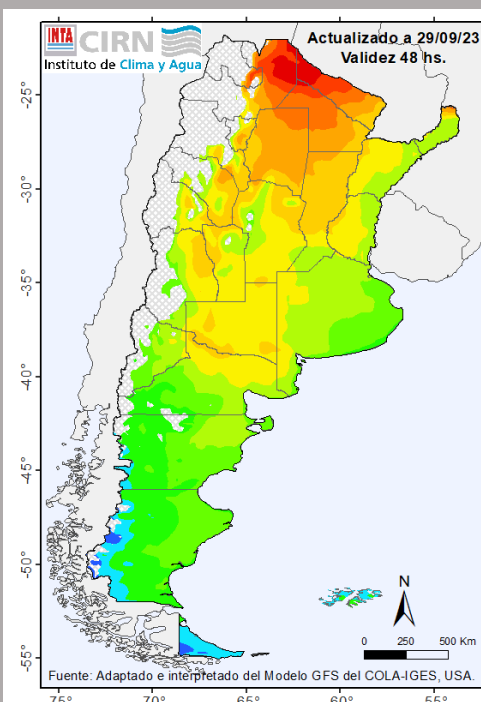 INTA CIRN
Instituto de Clima y Agua
Actualizado a 29/09/23
Validez 48 hs.
-25°
-30°
-35°
-40°
-45°
-50°
-55°
N
0 250 500 Km
Fuente: Adaptado e interpretado del Modelo GFS del COLA-IGES, USA.
75° 70° 65° 60° 55°